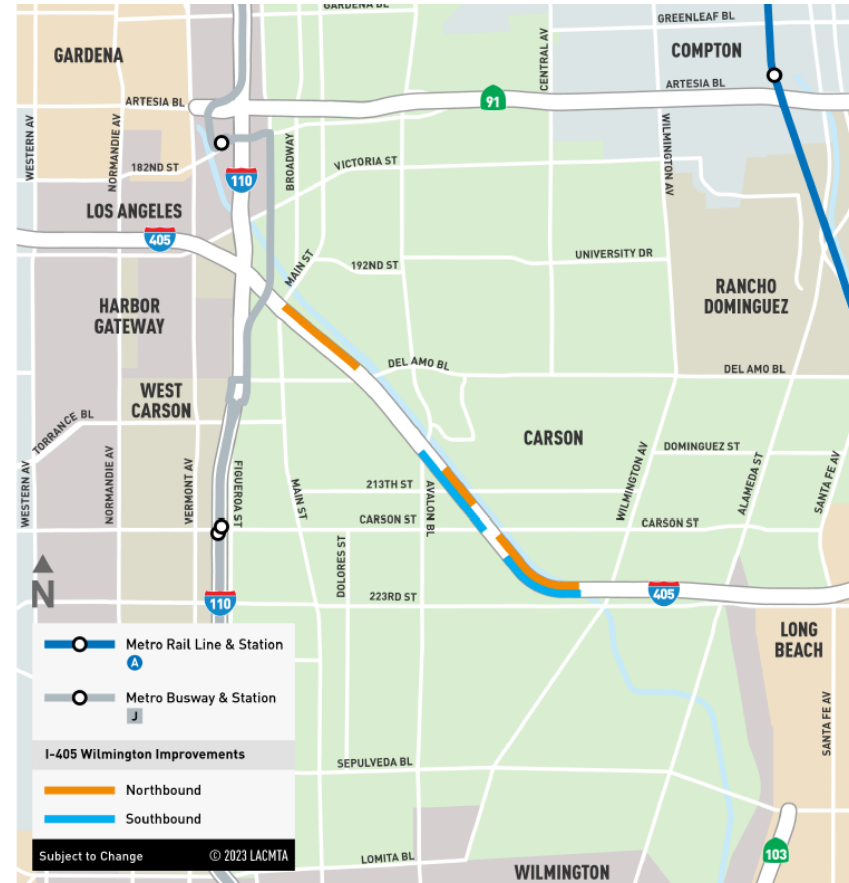 GARDENA BL
GREENLEAF BL
GARDENA
COMPTON
CENTRAL AV
ARTESIA BL
ARTESIA BL
91
WESTERN AV
NORMANDIE AV
BROADWAY
WILMINGTON AV
182ND ST
VICTORIA ST
110
LOS ANGELES
405
MAIN ST
192ND ST
UNIVERSITY DR
HARBOR
GATEWAY
RANCHO
DOMINGUEZ
DEL AMO BL
DEL AMO BL
WEST
CARSON
TORRANCE BL
CARSON
DOMINGUEZ ST
WESTERN AV
NORMANDIE AV
VERMONT AV
FIGUEROA ST
MAIN ST
213TH ST
AVALON BL
WILMINGTON AV
ALAMEDA ST
SANTA FE AV
CARSON ST
CARSON ST
DOLORES ST
N
110
223RD ST
405
LONG
BEACH
SANTA FE AV
Metro Rail Line & Station
A
Metro Busway & Station
J
I-405 Wilmington Improvements
Northbound
Southbound
Subject to Change
© 2023 LACMTA
SEPULVEDA BL
LOMITA BL
WILMINGTON
103